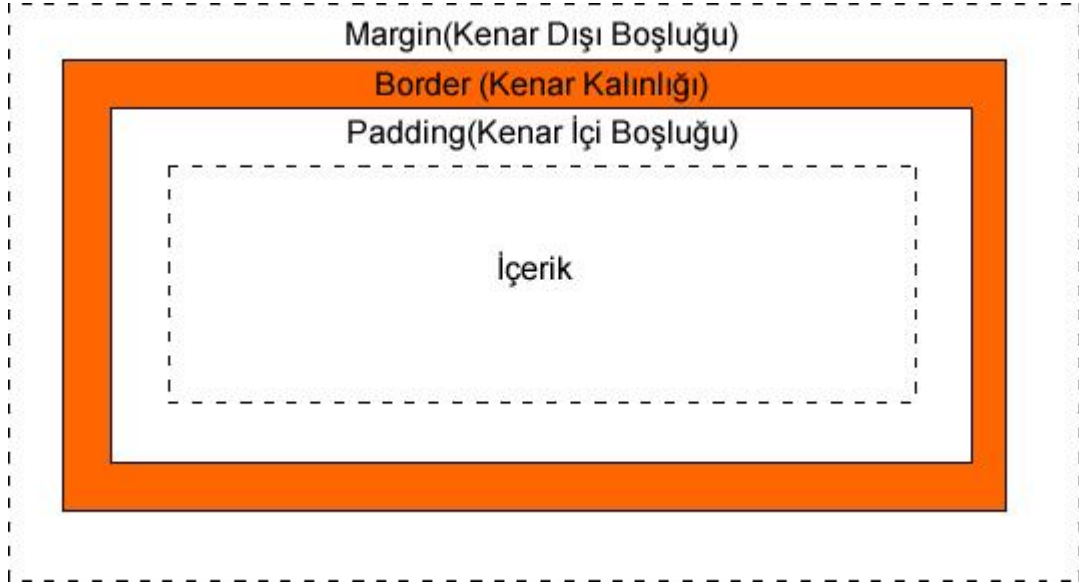 Margin(Kenar Dışı Boşluğu)
Border (Kenar Kalınlığı)
Padding(Kenar İçi Boşluğu)
İçerik